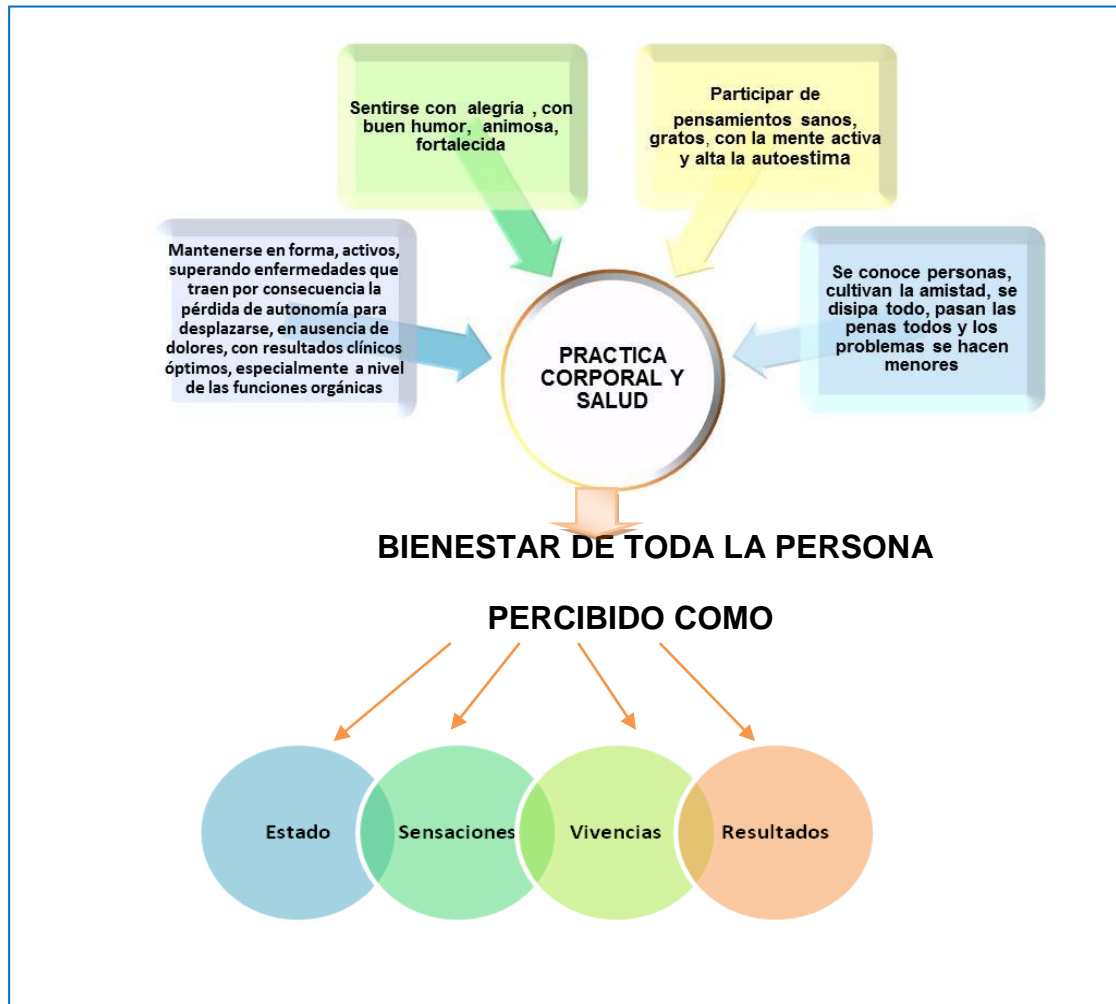 Sentirse con alegría , con
buen humor, animosa,
fortalecida
Participar de
pensamientos sanos,
gratos, con la mente activa
y alta la autoestima
Mantenerse en forma, activos,
superando enfermedades que
traen por consecuencia la
pérdida de autonomía para
desplazarse, en ausencia de
dolores, con resultados clínicos
óptimos, especialmente a nivel
de las funciones orgánicas
Se conoce personas,
cultivan la amistad, se
disipa todo, pasan las
penas todos y los
problemas se hacen
menores
PRACTICA
CORPORAL Y
SALUD
BIENESTAR DE TODA LA PERSONA
PERCIBIDO COMO
Estado
Sensaciones
Vivencias
Resultados